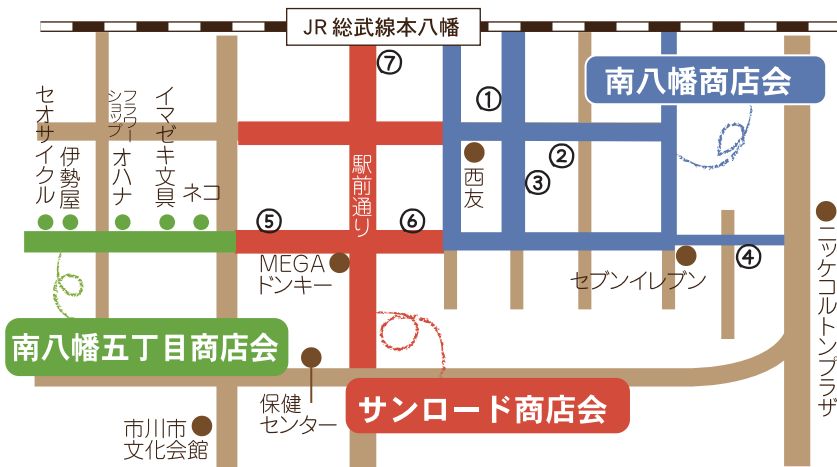 JR 総武線本八幡
⑦
南八幡商店会
①
②
③
西友
セオサイクル
伊勢屋
フラワーショップ
オハナ
イマゼキ文具
ネコ
駅前通り
⑤
⑥
④
MEGA
ドンキー
セブンイレブン
ニッケコルトンプラザ
南八幡五丁目商店会
保健
センター
サンロード商店会
市川市
文化会館